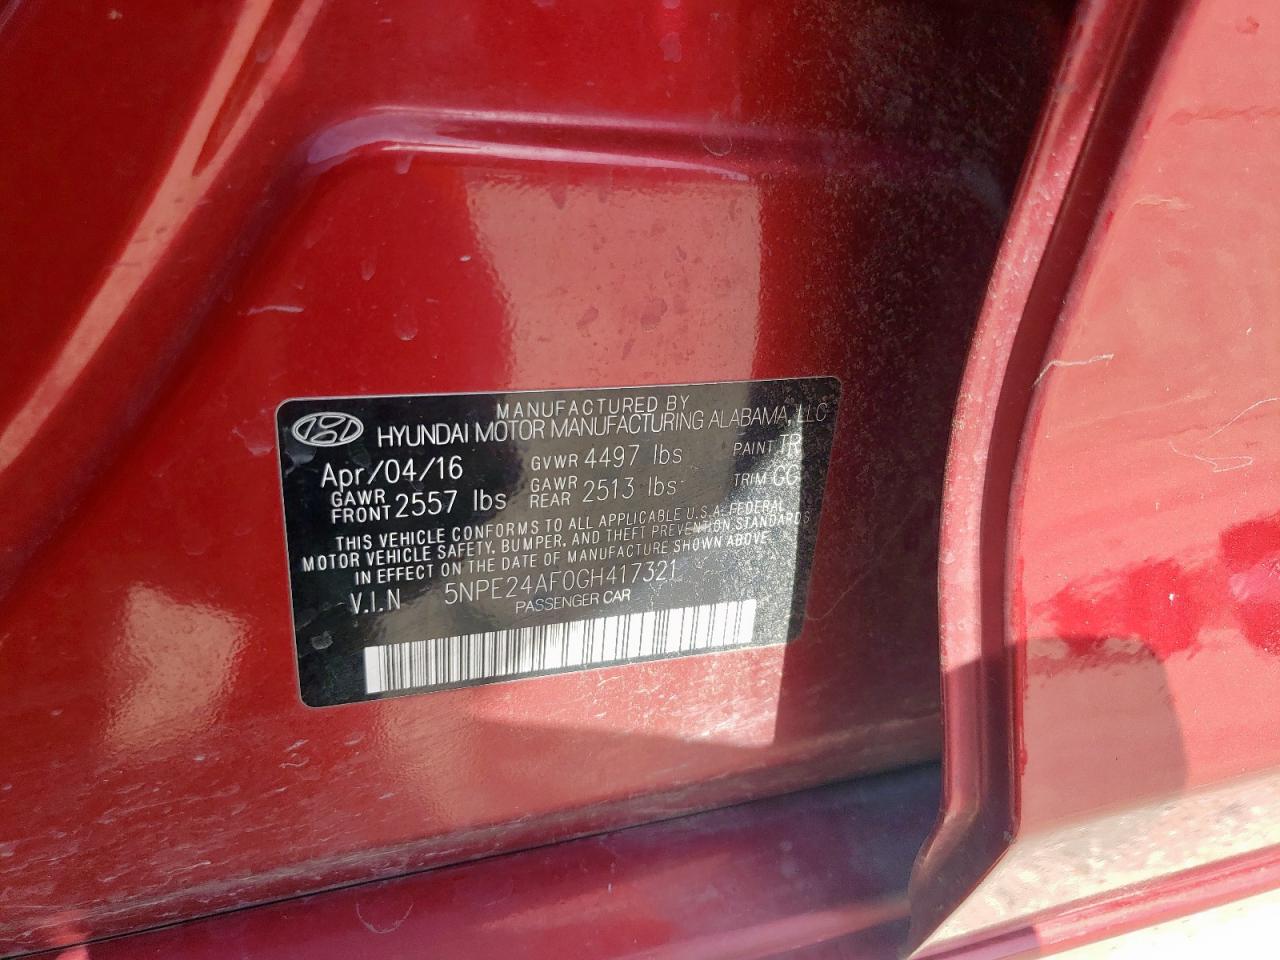 MANUFACTURED BY
HYUNDAI MOTOR MANUFACTURING ALABAMA, LLC
Apr/04/16 GVWR 4497 lbs PAINT TR
GAWR FRONT 2557 lbs GAWR REAR 2513 lbs TRIM GG
THIS VEHICLE CONFORMS TO ALL APPLICABLE U.S.A. FEDERAL
MOTOR VEHICLE SAFETY, BUMPER, AND THEFT PREVENTION STANDARDS
IN EFFECT ON THE DATE OF MANUFACTURE SHOWN ABOVE
V.I.N 5NPE24AF0GH417321
PASSENGER CAR